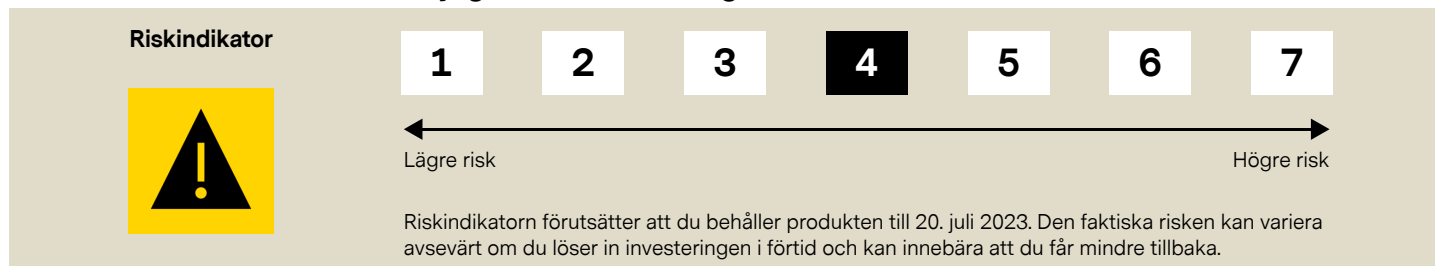 Riskindikator
1 2 3 4 5 6 7
Lägre risk Högre risk
Riskindikatorn förutsätter att du behåller produkten till 20. juli 2023. Den faktiska risken kan variera
avsevärt om du löser in investeringen i förtid och kan innebära att du får mindre tillbaka.